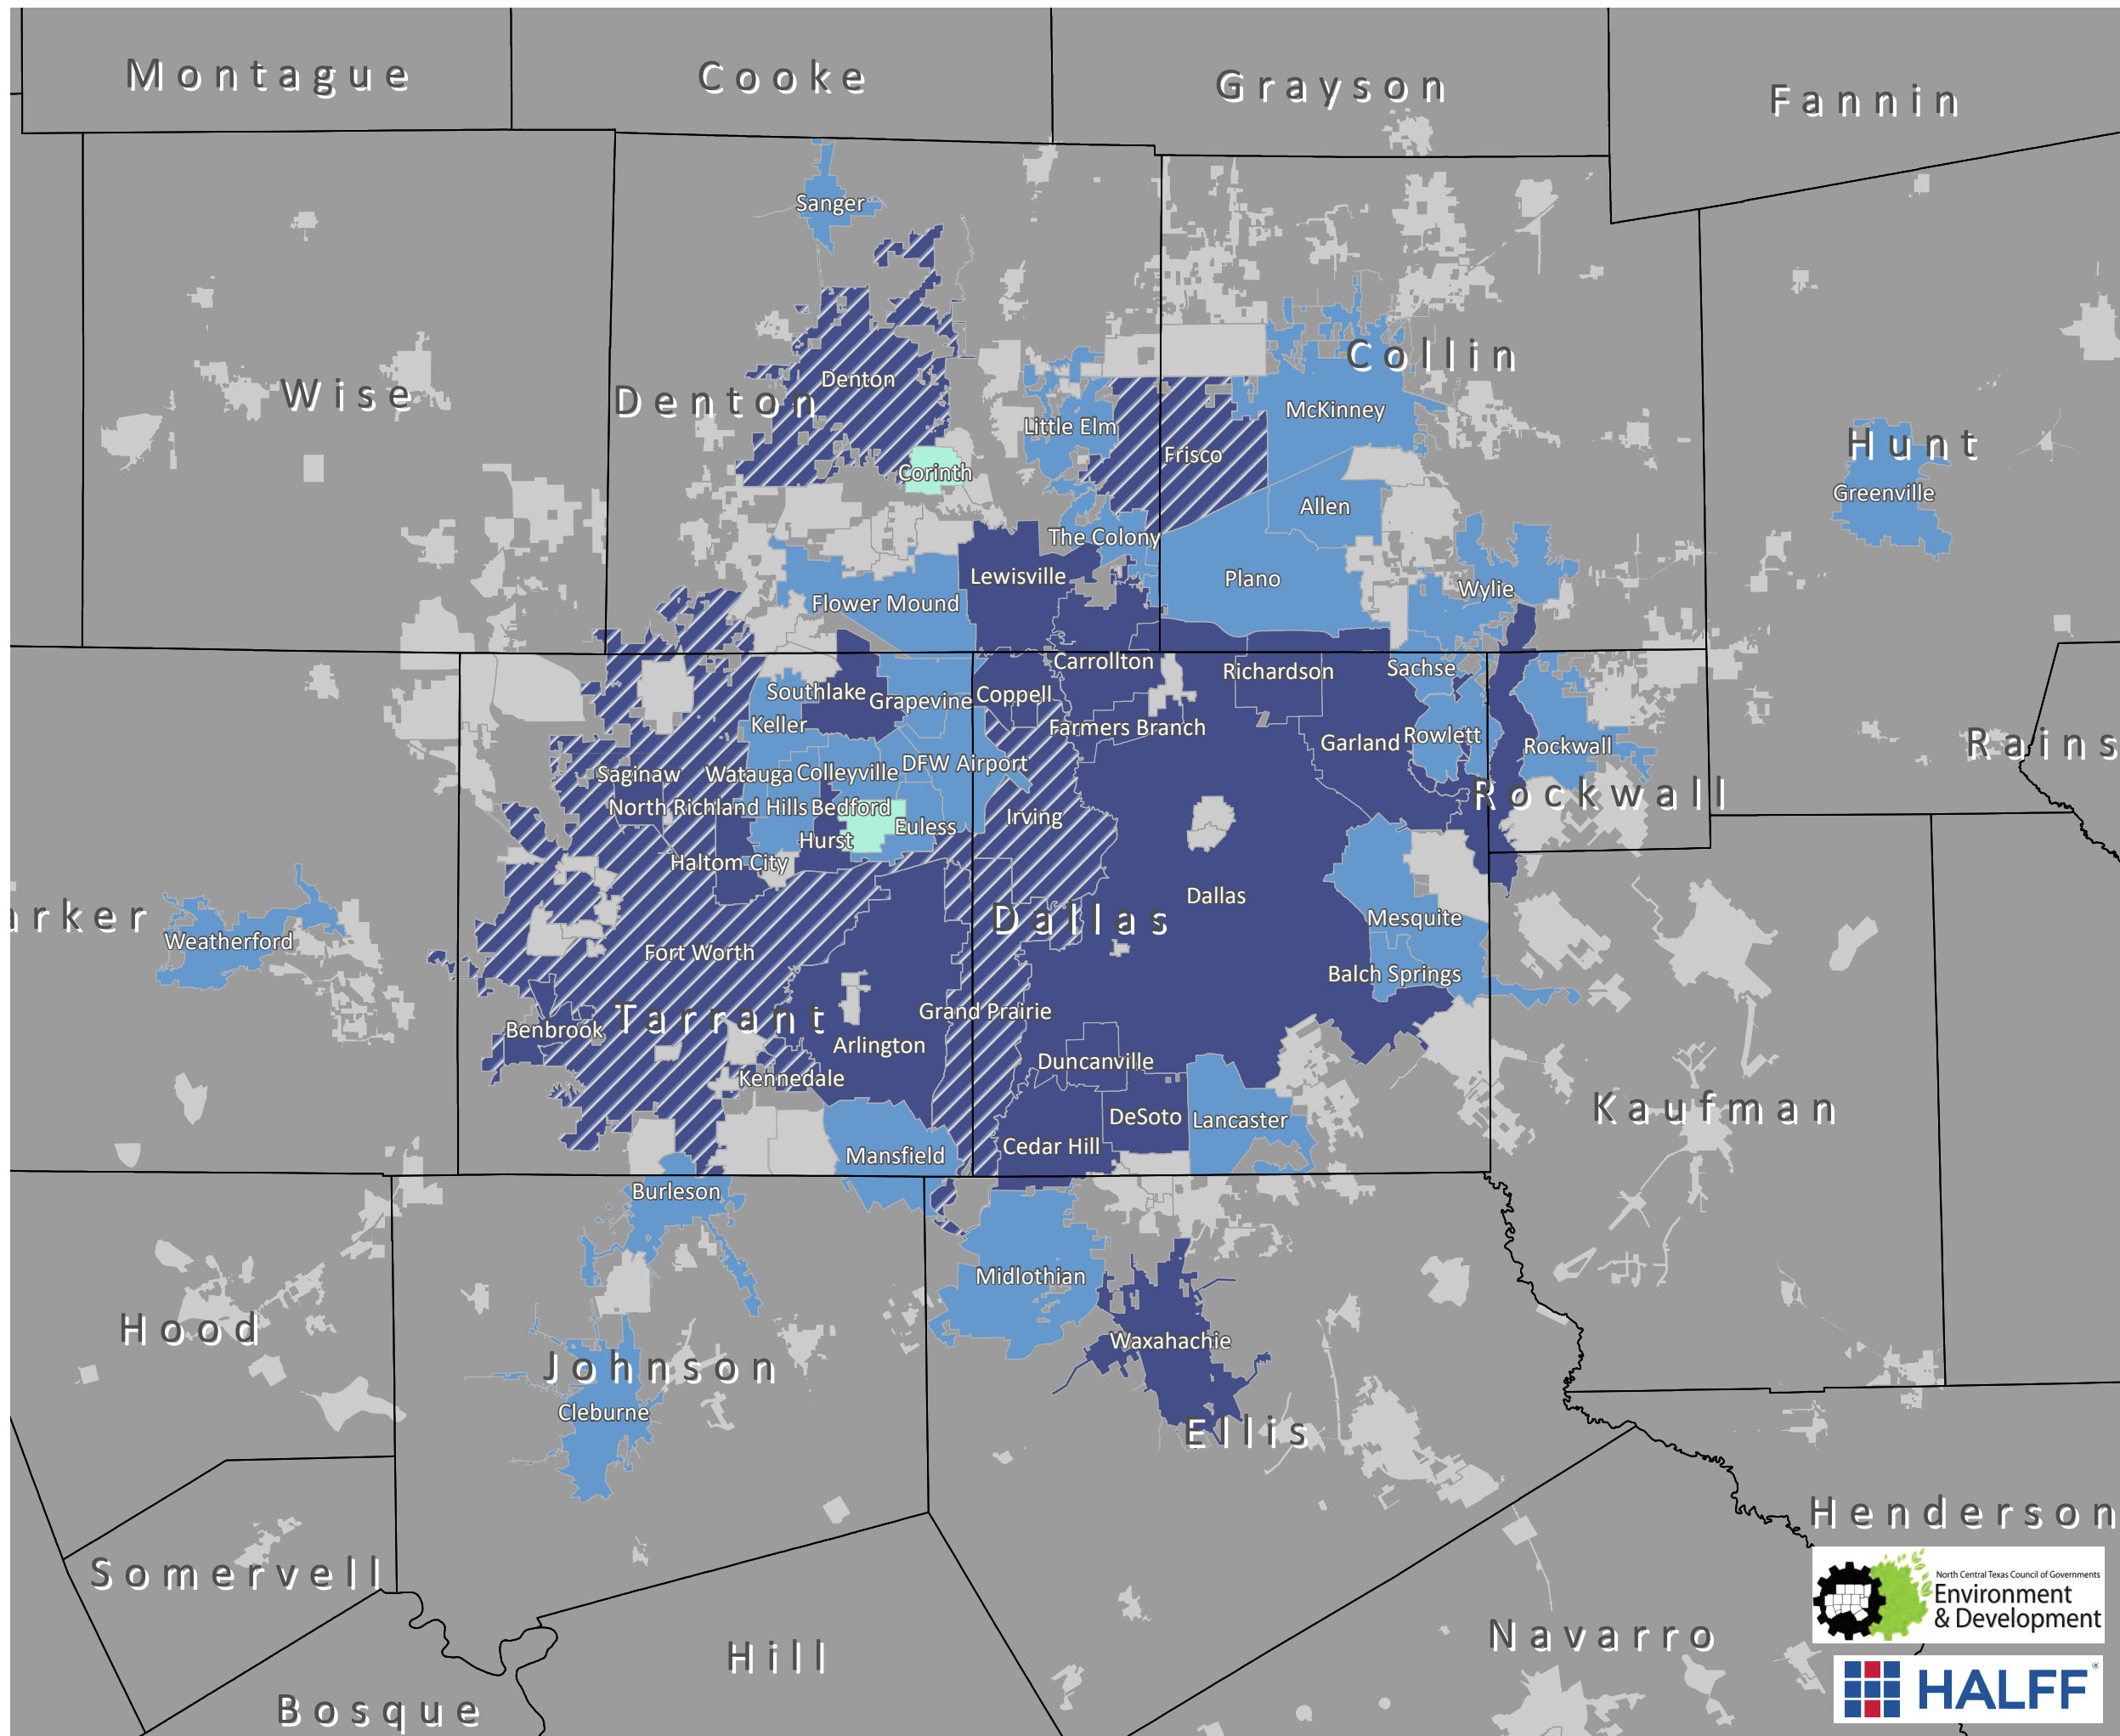 Montague
Cooke
Grayson
Fannin
Sanger
Collin
Denton
Wise
Denton
McKinney
Little Elm
Hunt
Frisco
Corinth
Greenville
Allen
The Colony
Lewisville
Plano
Wylie
Flower Mound
Carrollton
Richardson
Sachse
Southlake
Grapevine
Coppell
Keller
Farmers Branch
Garland
Rowlett
Rockwall
Rains
DFW Airport
Saginaw
Watauga
Colleyville
Rockwall
North Richland Hills
Bedford
Irving
Euless
Hurst
Haltom City
Dallas
arker
Dallas
Mesquite
Weatherford
Fort Worth
Balch Springs
Grand Prairie
Tarrant
Benbrook
Arlington
Duncanville
Kennedale
Kaufman
DeSoto
Lancaster
Cedar Hill
Mansfield
Burleson
Midlothian
Hood
Waxahachie
Johnson
Cleburne
Ellis
Henderson
Somervell
North Central Texas Council of Governments
Environment
& Development
Navarro
Hill
HALFF
Bosque